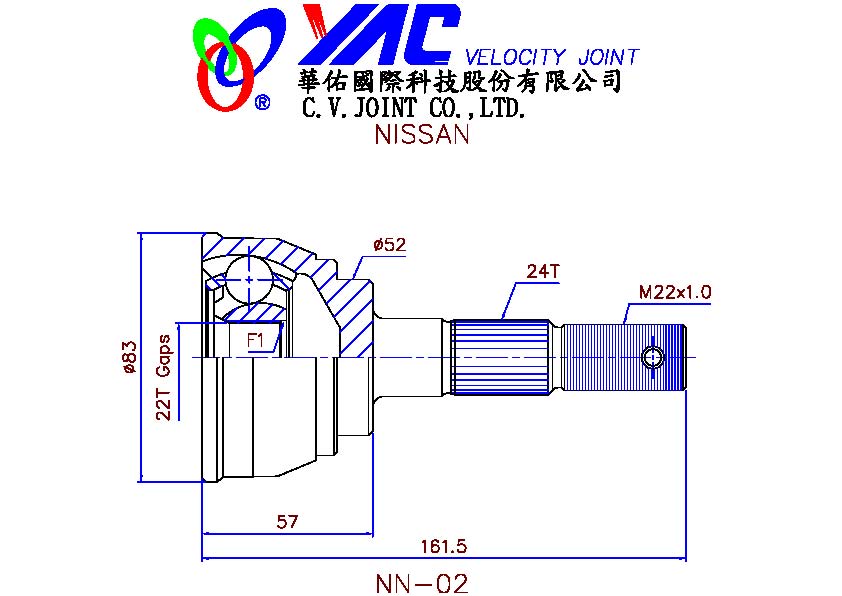 YAC VELOCITY JOINT
®
華佑國際科技股份有限公司
C.V.JOINT CO.,LTD.
NISSAN
ø52
24T
M22x1.0
F1
ø83
22T Gaps
57
161.5
NN-02